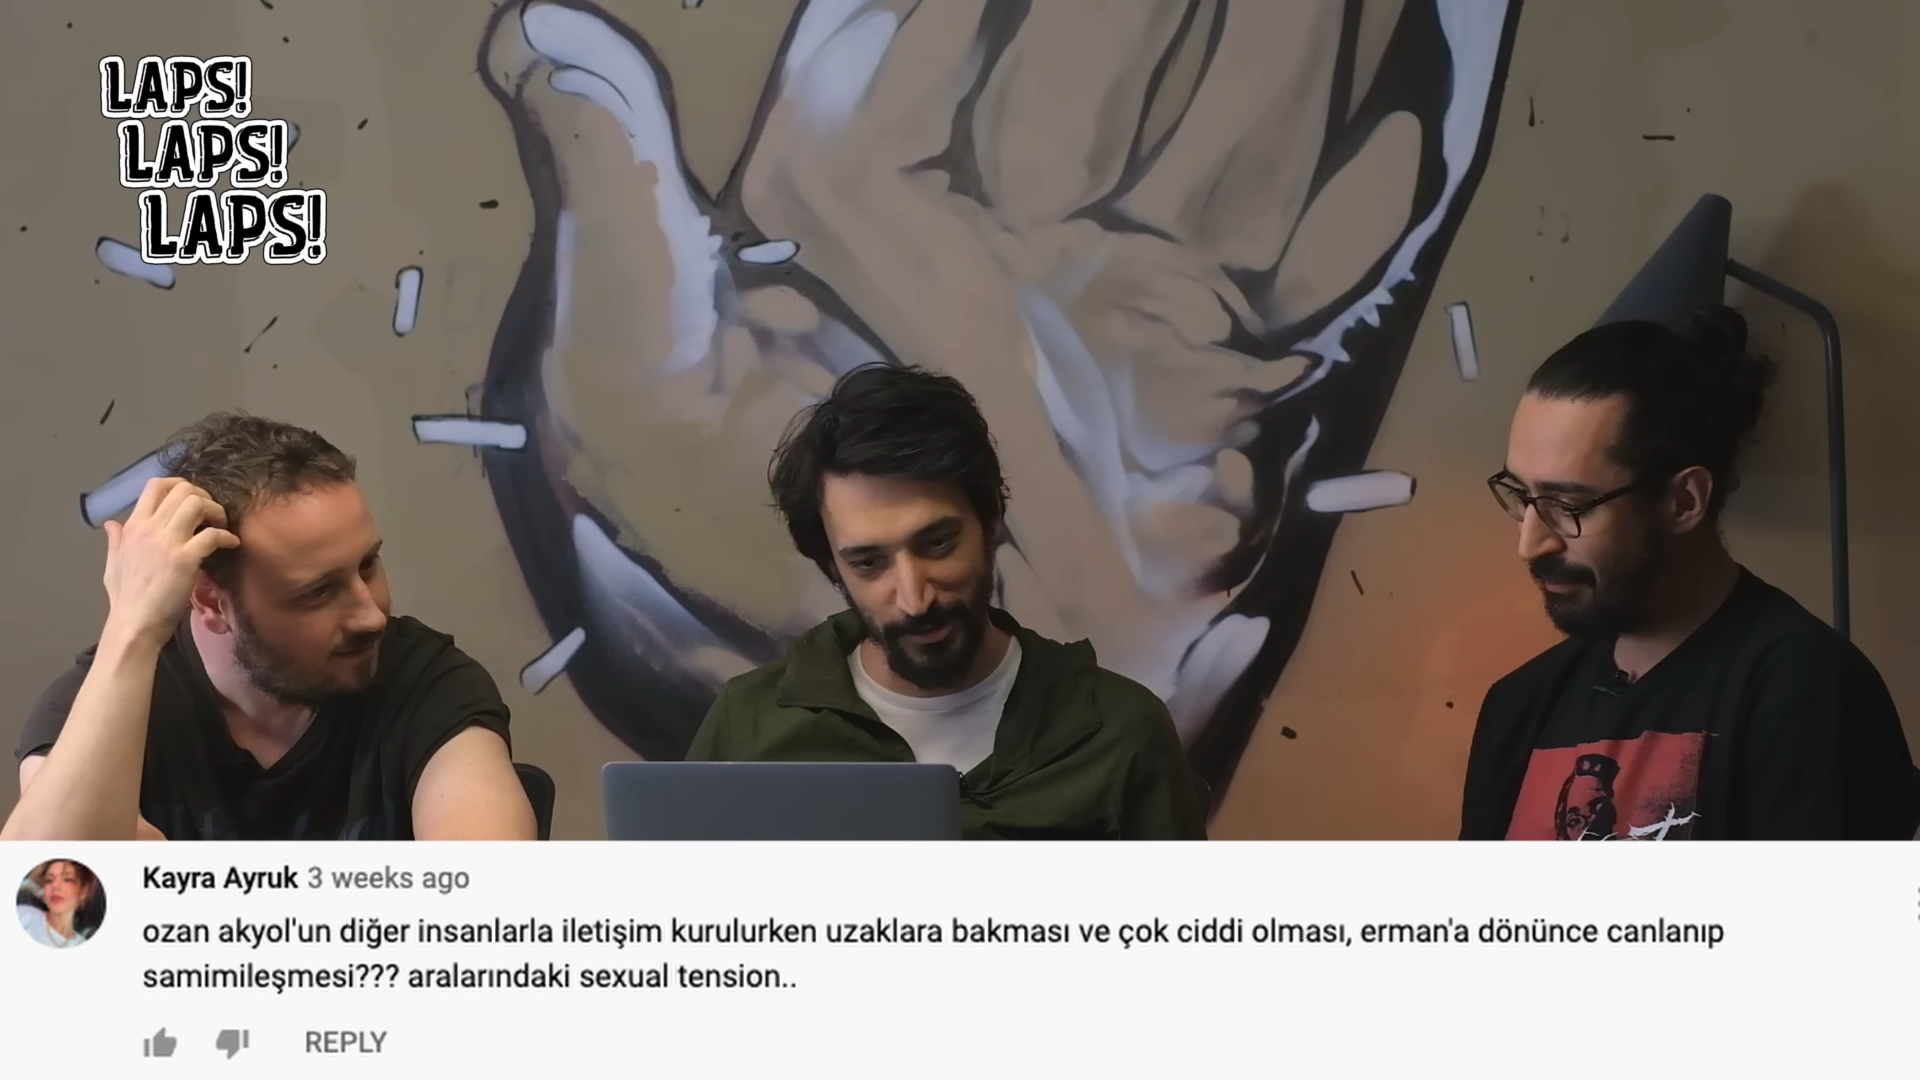 LAPS!
LAPS!
LAPS!
Kayra Ayruk 3 weeks ago
ozan akyol'un diğer insanlarla iletişim kurulurken uzaklara bakması ve çok ciddi olması, erman'a dönünce canlanıp
samimileşmesi??? aralarındaki sexual tension..
REPLY